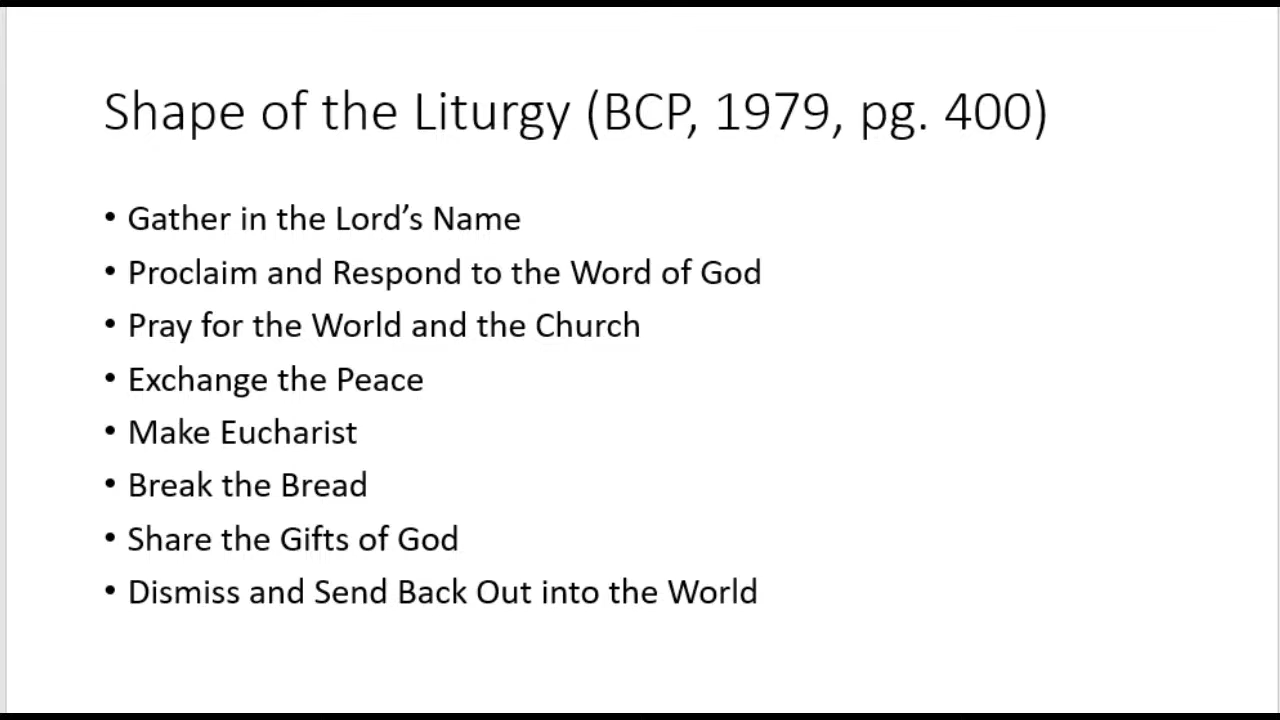 Shape of the Liturgy (BCP, 1979, pg. 400)
• Gather in the Lord’s Name
• Proclaim and Respond to the Word of God
• Pray for the World and the Church
• Exchange the Peace
• Make Eucharist
• Break the Bread
• Share the Gifts of God
• Dismiss and Send Back Out into the World